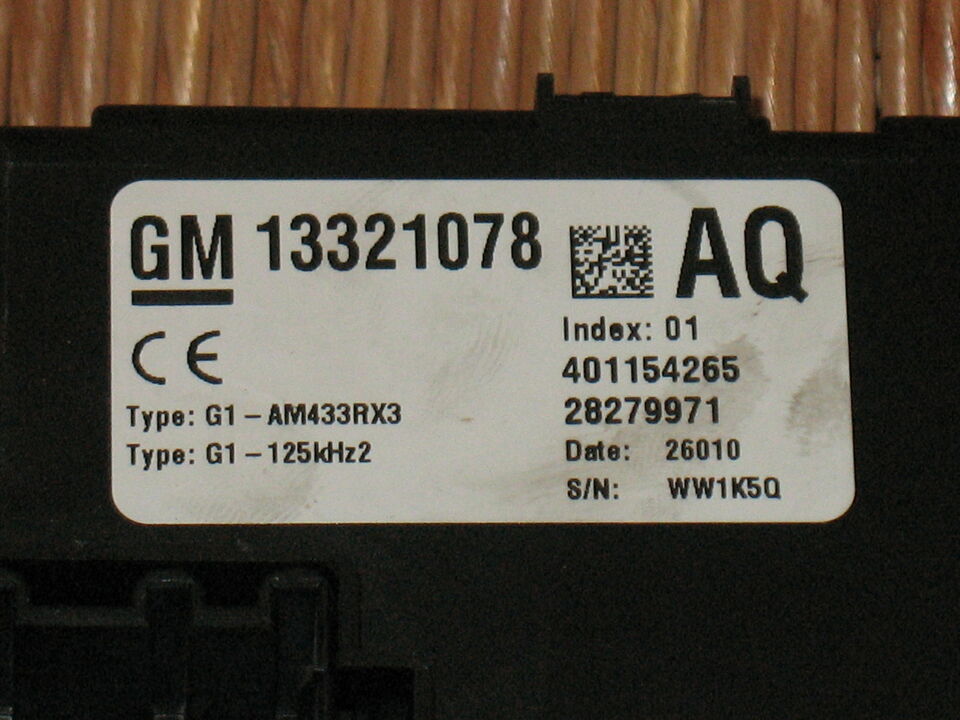 GM 13321078 AQ
CE
Index: 01
401154265
28279971
Type: G1 - AM433RX3
Type: G1 - 125kHz2
Date: 26010
S/N: WW1K5Q